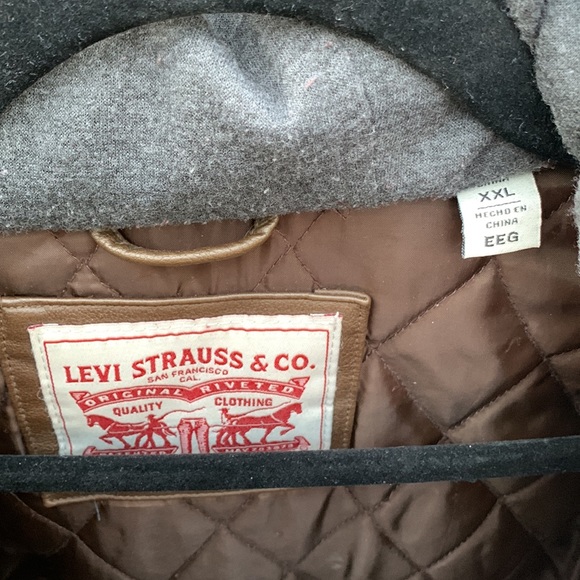 XXL
HECHO EN
CHINA
EEG
LEVI STRAUSS & CO.
SAN FRANCISCO
CAL.
ORIGINAL RIVETED
QUALITY CLOTHING